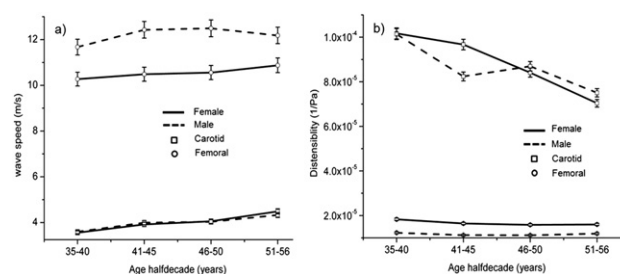 a)
12
10
8
6
4
wave speed (m/s)
Female
Male
Carotid
Femoral
35-40
41-45
46-50
51-56
Age halfdecade (years)
b)
1.0x10⁻⁴
8.0x10⁻⁵
6.0x10⁻⁵
4.0x10⁻⁵
2.0x10⁻⁵
Distensiblity (1/Pa)
Female
Male
Carotid
Femoral
35-40
41-45
46-50
51-56
Age halfdecade (years)